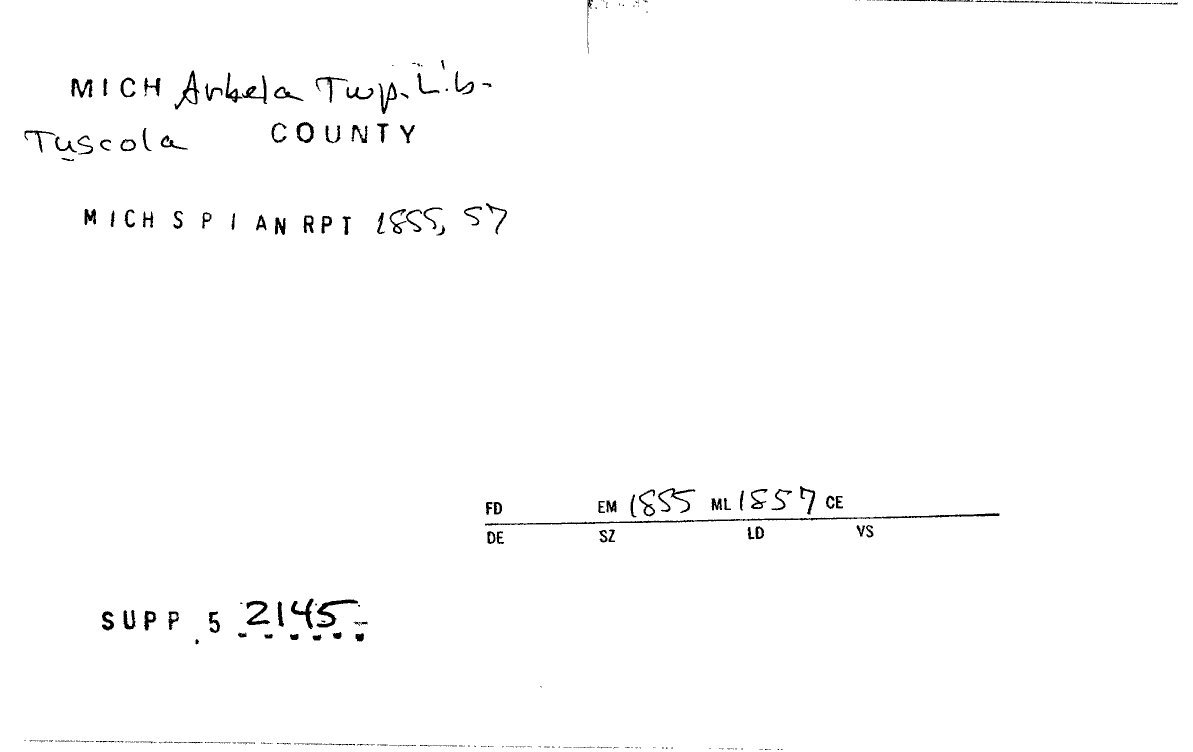 MICH Arbela Twp. Lib.
Tuscola COUNTY
MICH S P I AN RPT 1855, 57
FD EM 1855 ML 1857 CE
DE SZ LD VS
SUPP. 5 2145